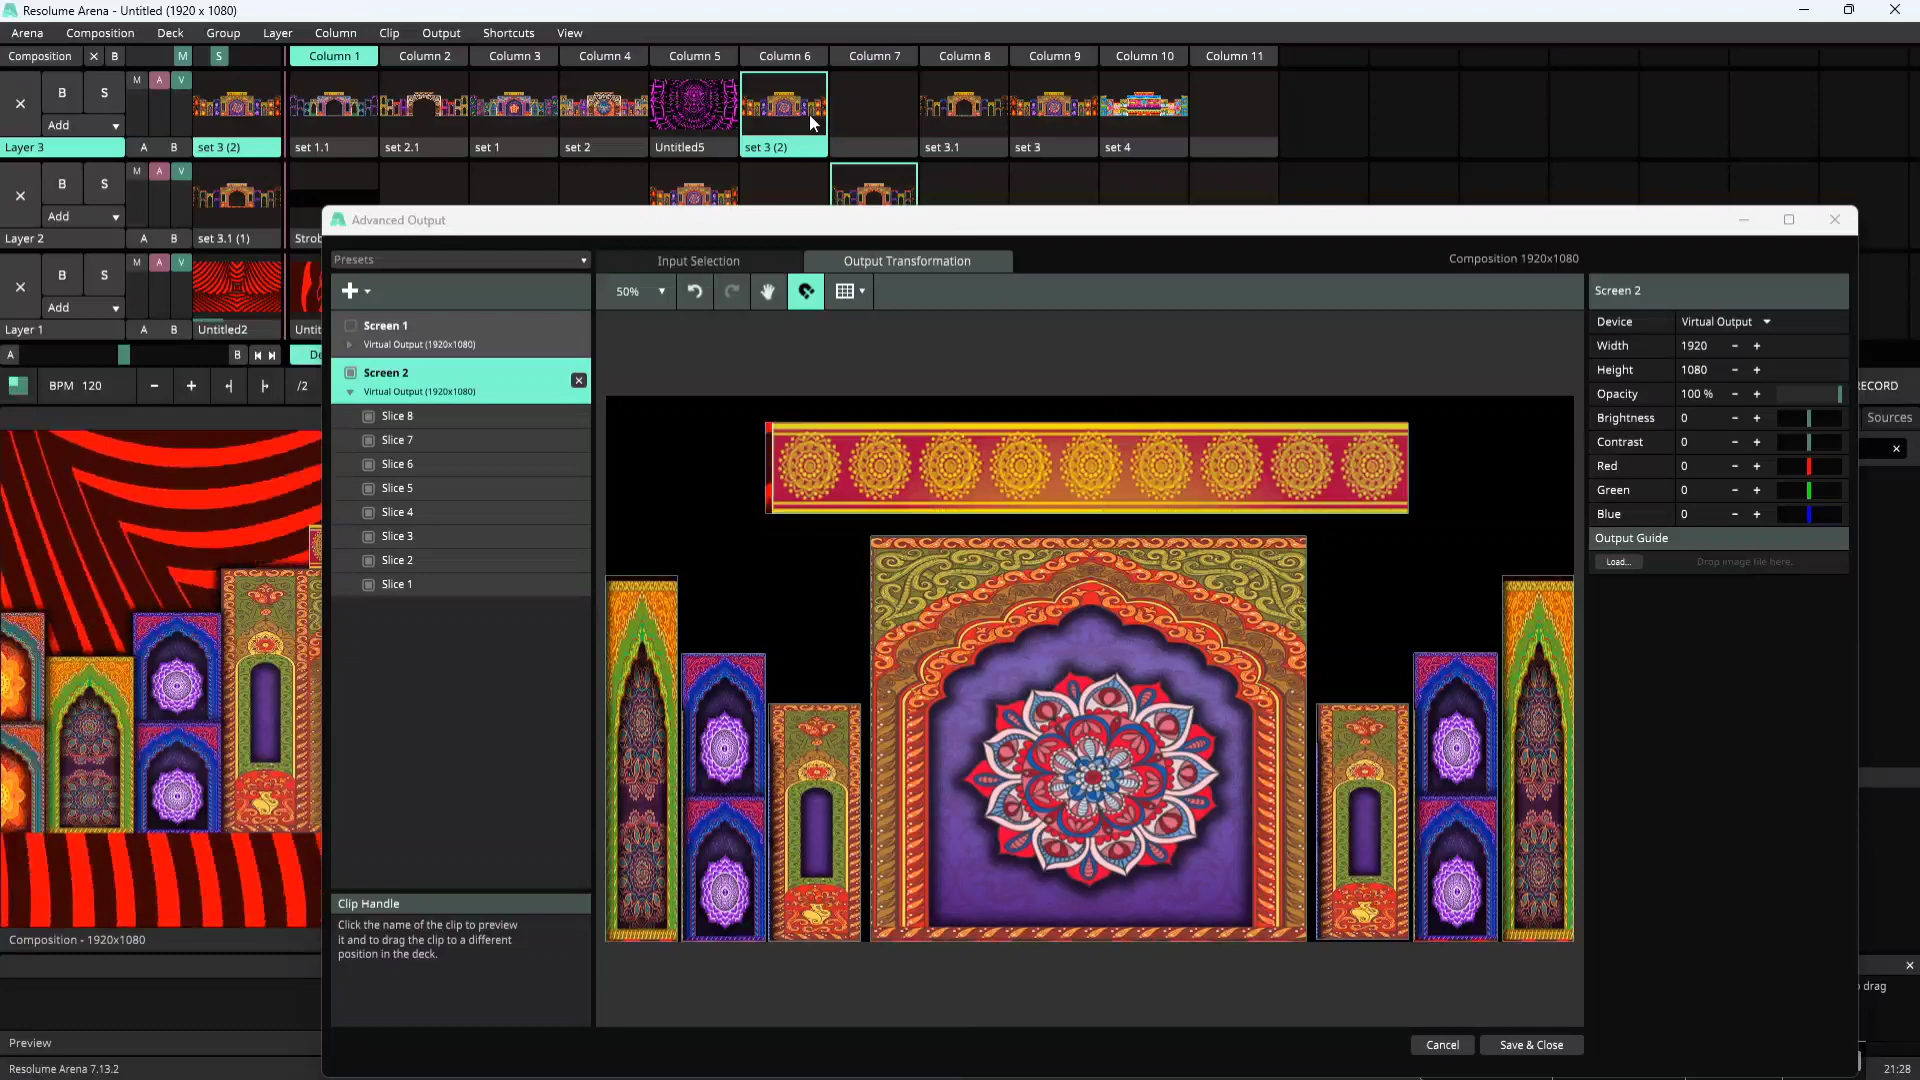 Resolume Arena - Untitled (1920 x 1080)
Arena Composition Deck Group Layer Column Clip Output Shortcuts View
Composition B M S Column 1 Column 2 Column 3 Column 4 Column 5 Column 6 Column 7 Column 8 Column 9 Column 10 Column 11
M A V
B S
Add
Layer 3 A B set 3 (2) set 1.1 set 2.1 set 1 set 2 Untitled5 set 3 (2) set 3.1 set 3 set 4
M A V
B S
Add
Layer 2 A B set 3.1 (1) Strob
M A V
B S
Add
Layer 1 A B Untitled2 Untit
A B De
BPM 120 - + /2 ECORD
Sources
Advanced Output
Presets
Input Selection Output Transformation Composition 1920x1080
50%
Screen 1
Virtual Output (1920x1080)
Screen 2
Virtual Output (1920x1080)
Slice 8
Slice 7
Slice 6
Slice 5
Slice 4
Slice 3
Slice 2
Slice 1
Clip Handle
Click the name of the clip to preview
it and to drag the clip to a different
position in the deck.
Screen 2
Device Virtual Output
Width 1920 - +
Height 1080 - +
Opacity 100 % - +
Brightness 0 - +
Contrast 0 - +
Red 0 - +
Green 0 - +
Blue 0 - +
Output Guide
Load... Drop image file here.
Cancel Save & Close
Composition - 1920x1080
drag
Preview
Resolume Arena 7.13.2
21:28